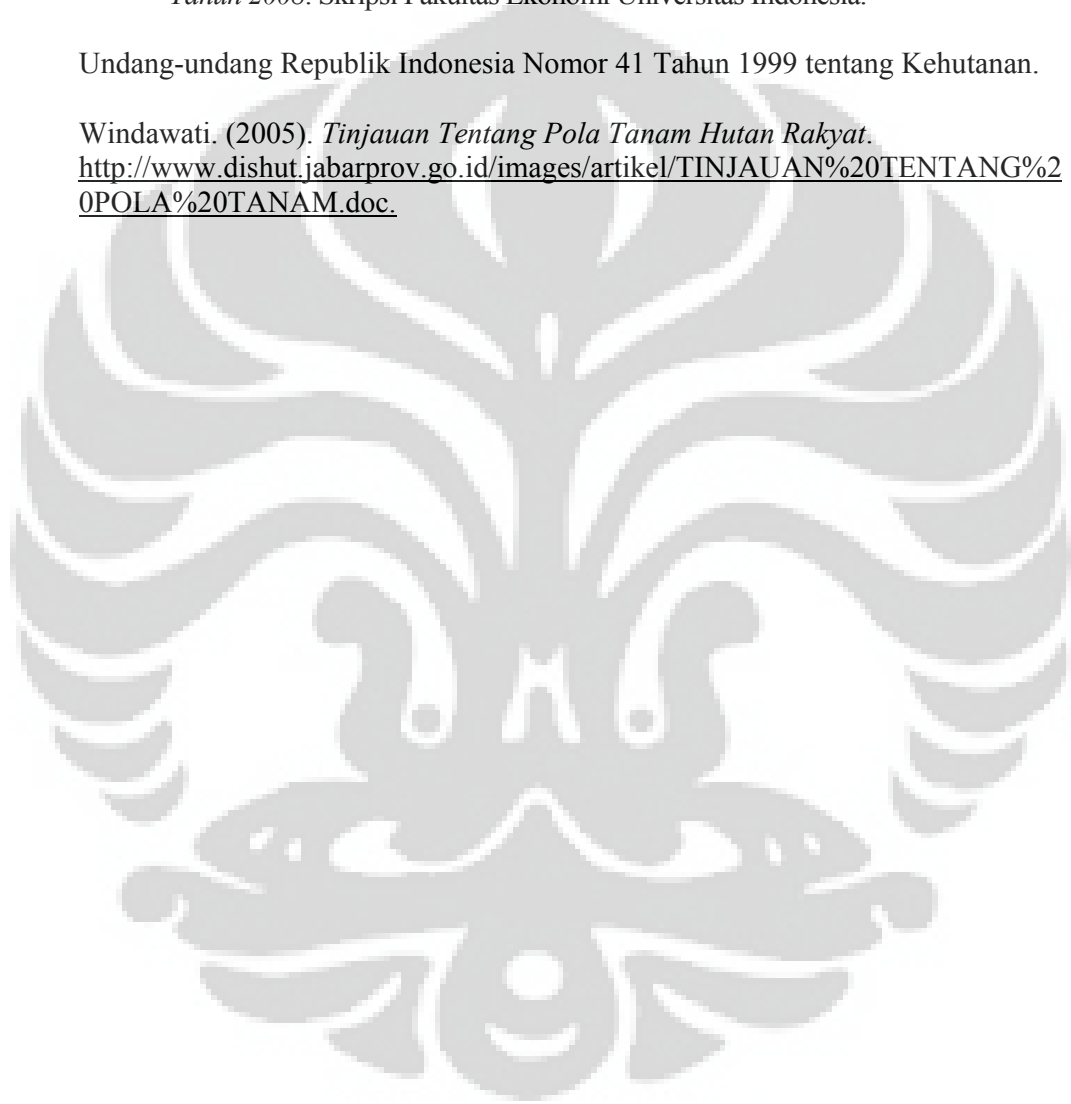 Tahun 2008. Skripsi Fakultas Ekonomi Universitas Indonesia.
Undang-undang Republik Indonesia Nomor 41 Tahun 1999 tentang Kehutanan.
Windawati. (2005). Tinjauan Tentang Pola Tanam Hutan Rakyat.
http://www.dishut.jabarprov.go.id/images/artikel/TINJAUAN%20TENTANG%2
0POLA%20TANAM.doc.